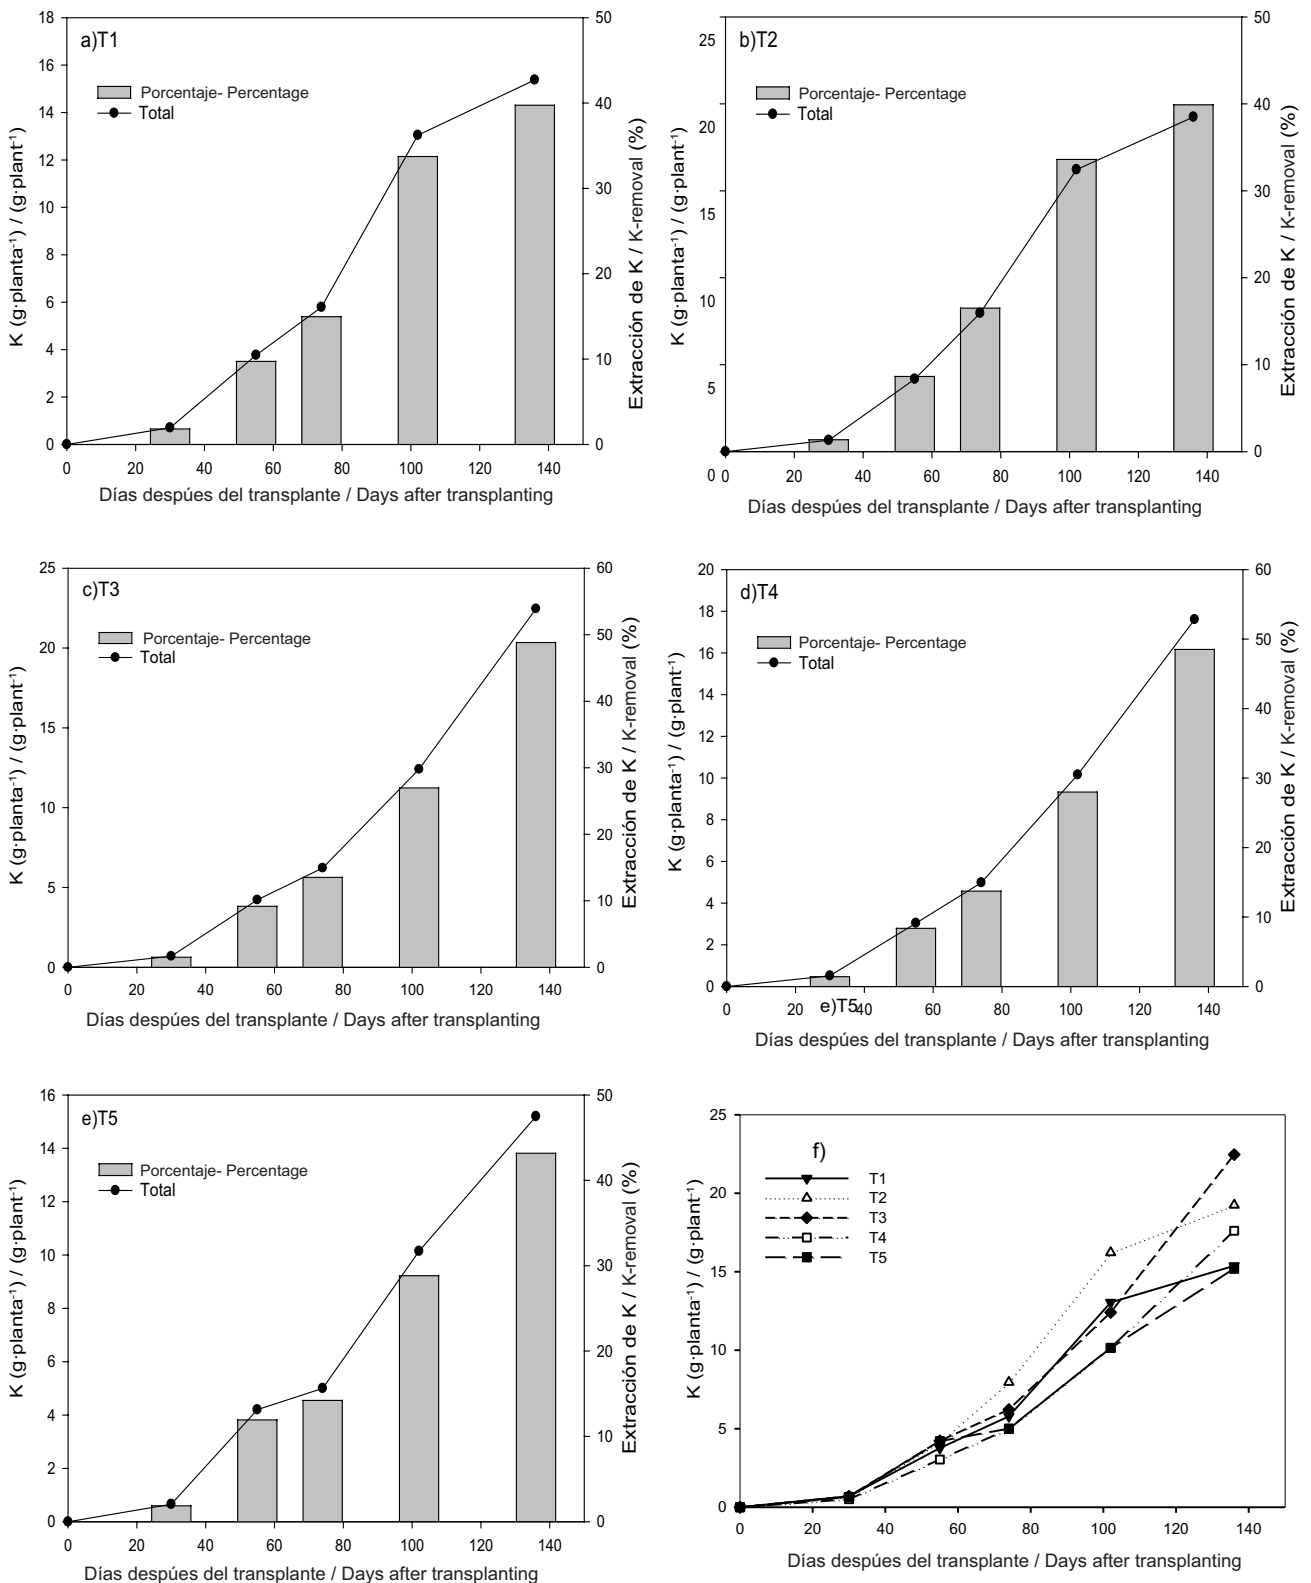 a)T1
Porcentaje- Percentage
Total
K (g·planta⁻¹) / (g·plant⁻¹)
Extracción de K / K-removal (%)
18
16
14
12
10
8
6
4
2
0
50
40
30
20
10
0
0 20 40 60 80 100 120 140
Días despúes del transplante / Days after transplanting
b)T2
Porcentaje- Percentage
Total
K (g·planta⁻¹) / (g·plant⁻¹)
Extracción de K / K-removal (%)
25
20
15
10
5
0
50
40
30
20
10
0
0 20 40 60 80 100 120 140
Días despúes del transplante / Days after transplanting
c)T3
Porcentaje- Percentage
Total
K (g·planta⁻¹) / (g·plant⁻¹)
Extracción de K / K-removal (%)
25
20
15
10
5
0
60
50
40
30
20
10
0
0 20 40 60 80 100 120 140
Días despúes del transplante / Days after transplanting
d)T4
Porcentaje- Percentage
Total
K (g·planta⁻¹) / (g·plant⁻¹)
Extracción de K / K-removal (%)
20
18
16
14
12
10
8
6
4
2
0
60
50
40
30
20
10
0
0 20 40 60 80 100 120 140
e)T5
Días despúes del transplante / Days after transplanting
e)T5
Porcentaje- Percentage
Total
K (g·planta⁻¹) / (g·plant⁻¹)
Extracción de K / K-removal (%)
16
14
12
10
8
6
4
2
0
50
40
30
20
10
0
0 20 40 60 80 100 120 140
Días despúes del transplante / Days after transplanting
f)
T1
T2
T3
T4
T5
K (g·planta⁻¹) / (g·plant⁻¹)
25
20
15
10
5
0
0 20 40 60 80 100 120 140
Días despúes del transplante / Days after transplanting